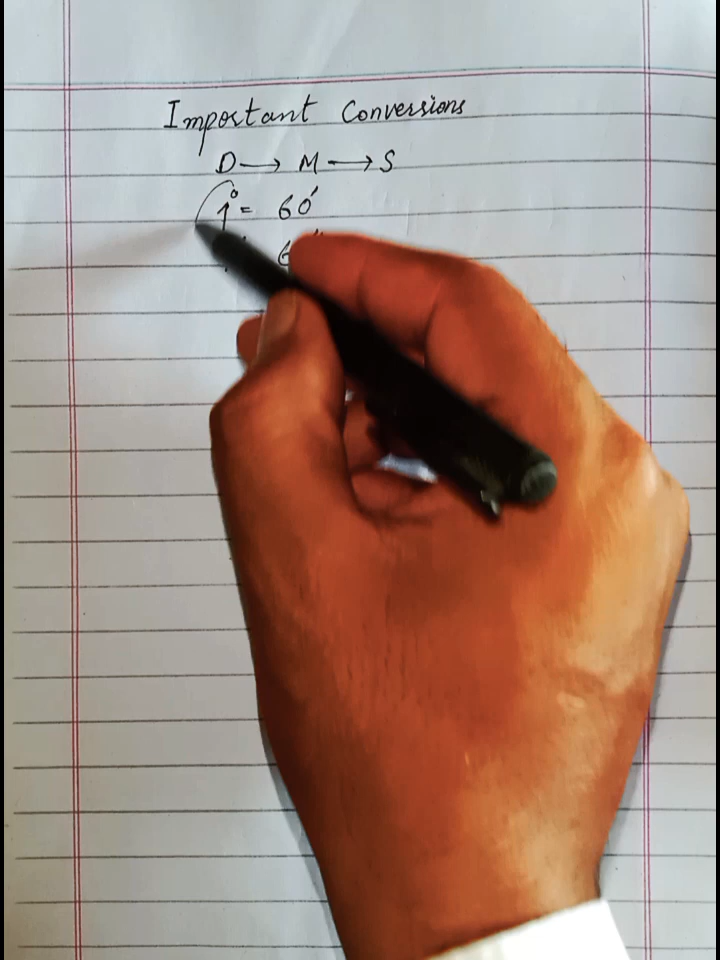 Important Conversions
D → M → S
1° = 60′